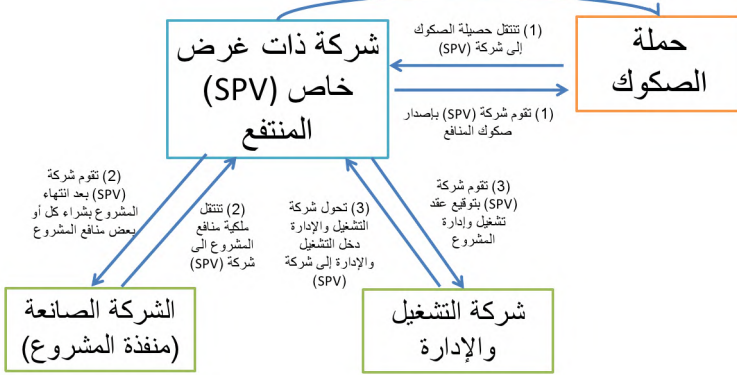 حملة
الصكوك
(1) تنتقل حصيلة الصكوك
إلى شركة (SPV)
(1) تقوم شركة (SPV) بإصدار
صكوك المنافع
شركة ذات غرض
خاص (SPV)
المنتفع
(3) تقوم شركة
(SPV) بتوقيع عقد
تشغيل وإدارة
المشروع
(3) تحول شركة
التشغيل والإدارة
دخل التشغيل
والإدارة إلى شركة
(SPV)
(2) تنتقل
ملكية منافع
المشروع الى
شركة (SPV)
(2) تقوم شركة
(SPV) بعد انتهاء
المشروع بشراء كل أو
بعض منافع المشروع
شركة التشغيل
والإدارة
الشركة الصانعة
(منفذة المشروع)